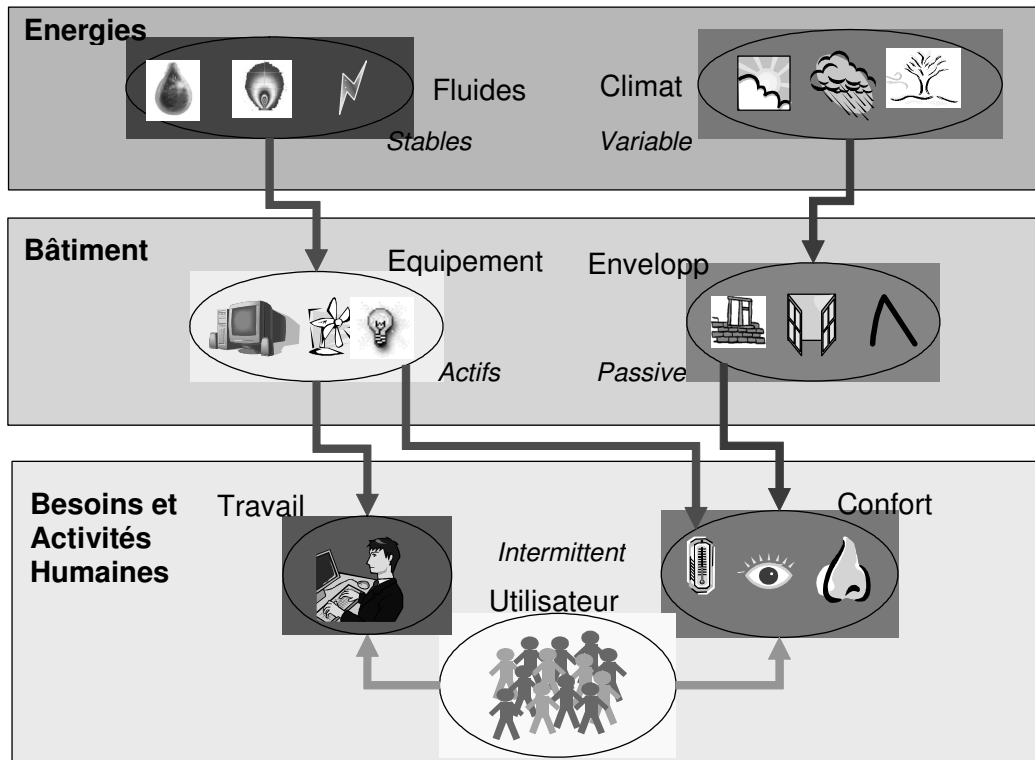 Energies
Fluides
Climat
Stables
Variable
Bâtiment
Equipement
Envelopp
Actifs
Passive
Besoins et
Activités
Humaines
Travail
Confort
Intermittent
Utilisateur